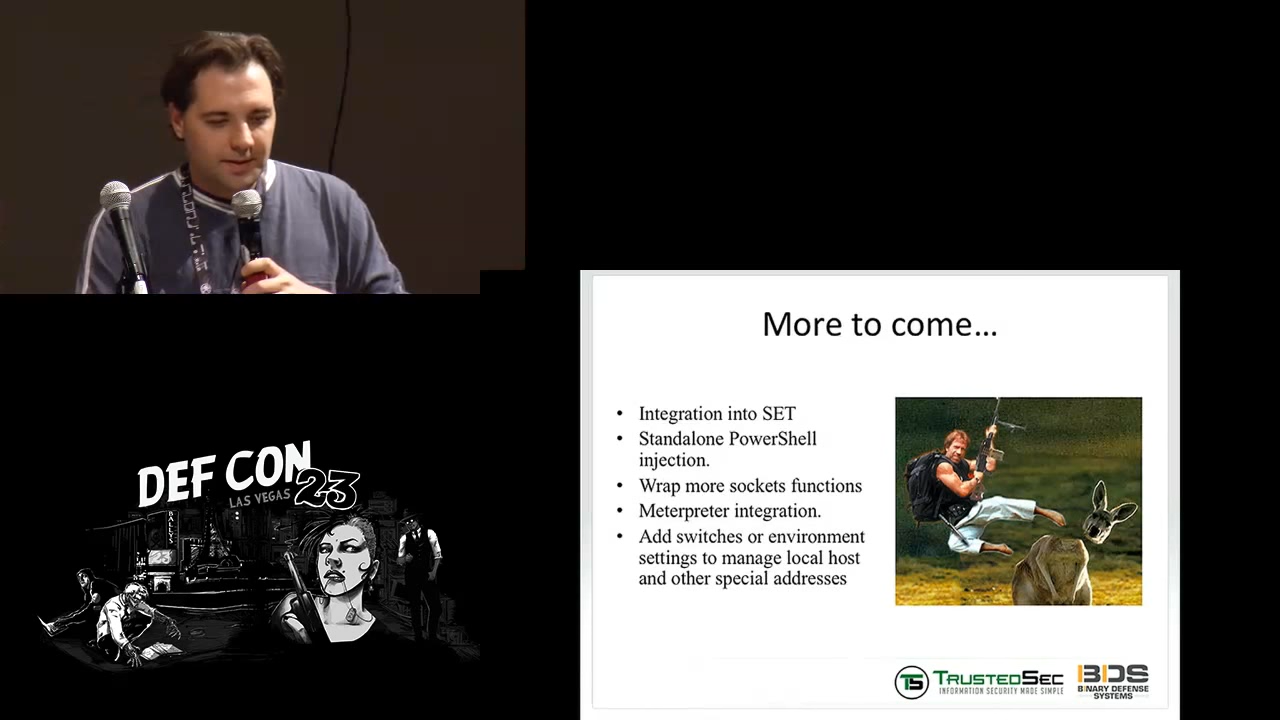 More to come...
• Integration into SET
• Standalone PowerShell
injection.
• Wrap more sockets functions
• Meterpreter integration.
• Add switches or environment
settings to manage local host
and other special addresses
TS TRUSTEDSEC
INFORMATION SECURITY MADE SIMPLE
BDS
BINARY DEFENSE
SYSTEMS
DEF CON
LAS VEGAS 23
BALLYS